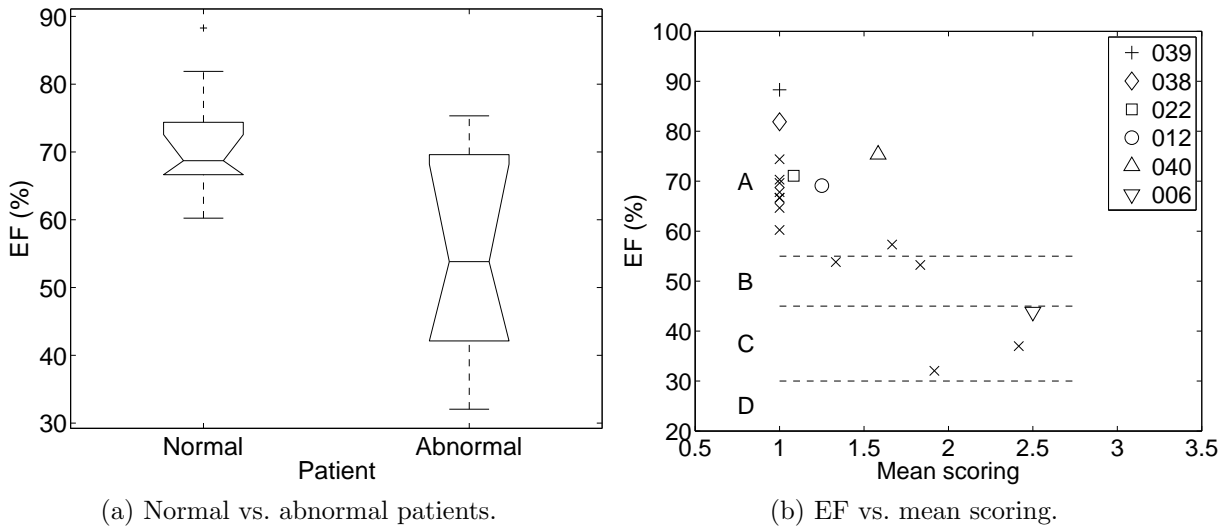 90
80
70
60
50
40
30
EF (%)
Normal
Abnormal
Patient
(a) Normal vs. abnormal patients.
100
90
80
70
60
50
40
30
20
EF (%)
A
B
C
D
039
038
022
012
040
006
0.5 1 1.5 2 2.5 3 3.5
Mean scoring
(b) EF vs. mean scoring.